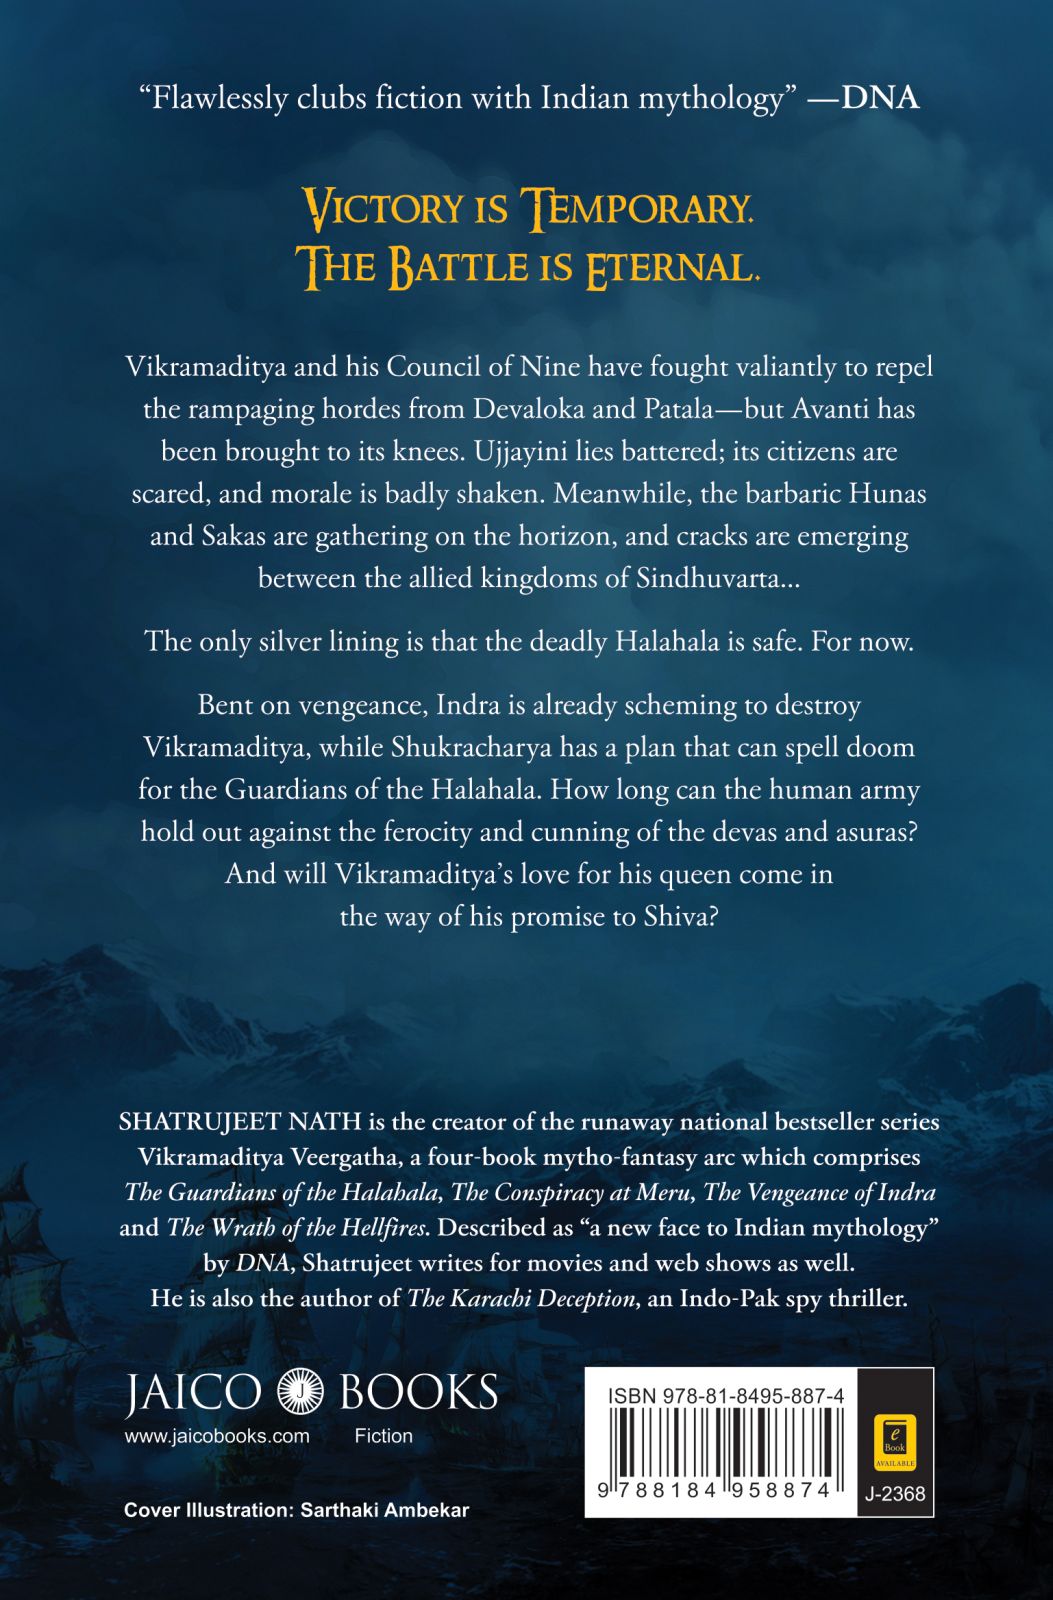 “Flawlessly clubs fiction with Indian mythology” —DNA
VICTORY IS TEMPORARY.
THE BATTLE IS ETERNAL.
Vikramaditya and his Council of Nine have fought valiantly to repel
the rampaging hordes from Devaloka and Patala—but Avanti has
been brought to its knees. Ujjayini lies battered; its citizens are
scared, and morale is badly shaken. Meanwhile, the barbaric Hunas
and Sakas are gathering on the horizon, and cracks are emerging
between the allied kingdoms of Sindhuvarta...
The only silver lining is that the deadly Halahala is safe. For now.
Bent on vengeance, Indra is already scheming to destroy
Vikramaditya, while Shukracharya has a plan that can spell doom
for the Guardians of the Halahala. How long can the human army
hold out against the ferocity and cunning of the devas and asuras?
And will Vikramaditya’s love for his queen come in
the way of his promise to Shiva?
SHATRUJEET NATH is the creator of the runaway national bestseller series
Vikramaditya Veergatha, a four-book mytho-fantasy arc which comprises
The Guardians of the Halahala, The Conspiracy at Meru, The Vengeance of Indra
and The Wrath of the Hellfires. Described as “a new face to Indian mythology”
by DNA, Shatrujeet writes for movies and web shows as well.
He is also the author of The Karachi Deception, an Indo-Pak spy thriller.
JAICO J BOOKS
www.jaicobooks.com Fiction
Cover Illustration: Sarthaki Ambekar
ISBN 978-81-8495-887-4
9 788184 958874
e
Book
AVAILABLE
J-2368